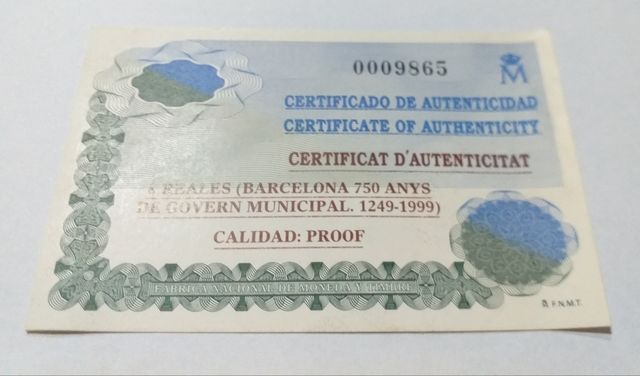 0009865
M
CERTIFICADO DE AUTENTICIDAD
CERTIFICATE OF AUTHENTICITY
CERTIFICAT D'AUTENTICITAT
REALES (BARCELONA 750 ANYS
DE GOVERN MUNICIPAL. 1249-1999)
CALIDAD: PROOF
FABRICA NACIONAL DE MONEDA Y TIMBRE
F.N.M.T.